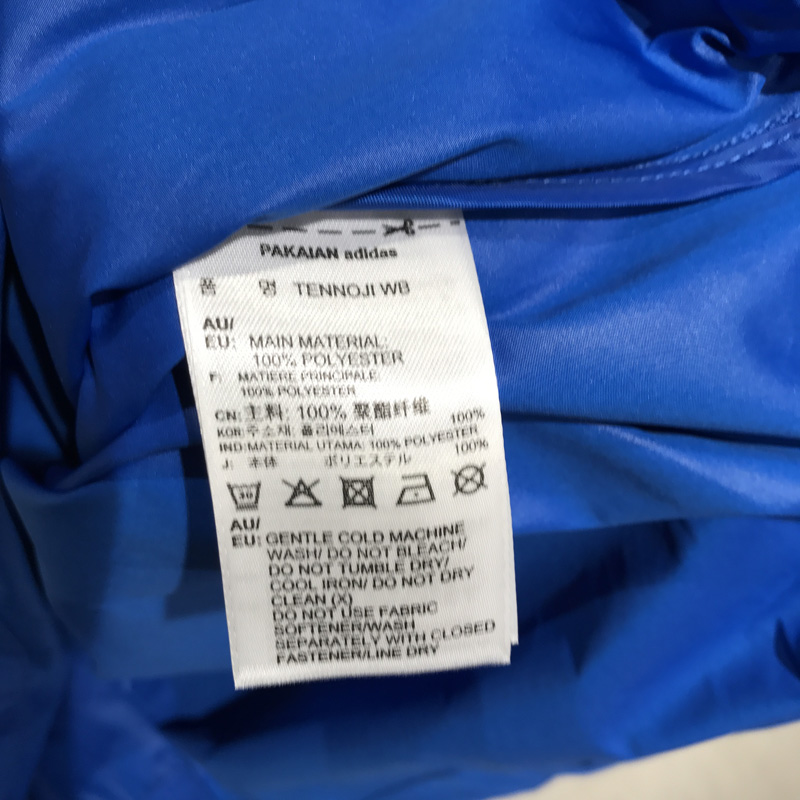 PAKAIAN adidas
품 명 TENNOJI WB
AU/
EU: MAIN MATERIAL:
100% POLYESTER
F: MATIERE PRINCIPALE:
100% POLYESTER
CN: 主料: 100% 聚酯纤维
KOR: 주소재: 폴리에스터 100%
IND: MATERIAL UTAMA: 100% POLYESTER
J: 本体 ポリエステル 100%
30
AU/
EU: GENTLE COLD MACHINE
WASH/ DO NOT BLEACH/
DO NOT TUMBLE DRY/
COOL IRON/ DO NOT DRY
CLEAN (X)
DO NOT USE FABRIC
SOFTENER/WASH
SEPARATELY WITH CLOSED
FASTENER/LINE DRY